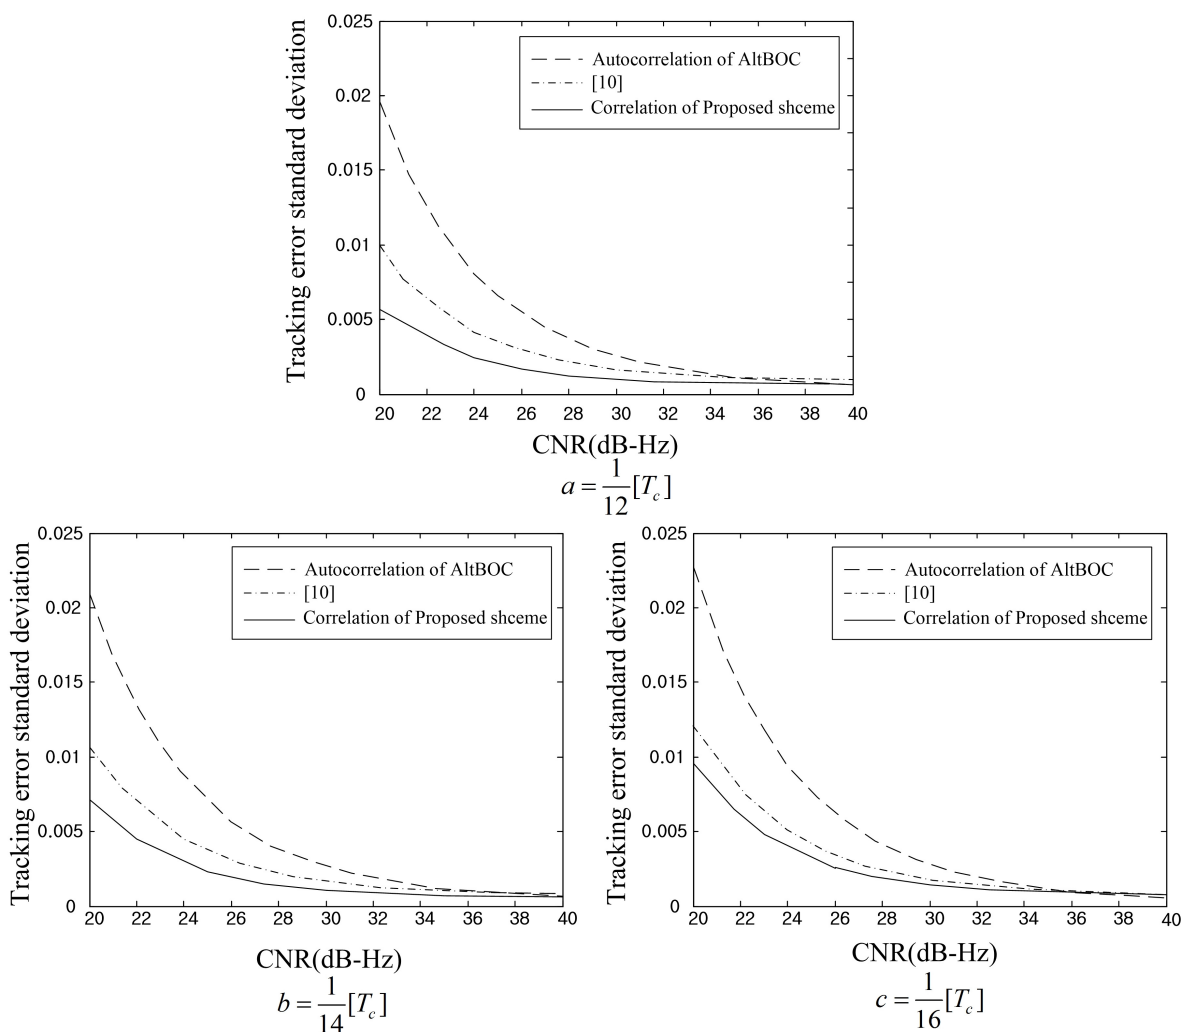 0.025
0.02
0.015
0.01
0.005
0
Tracking error standard deviation
Autocorrelation of AltBOC
[10]
Correlation of Proposed shceme
20 22 24 26 28 30 32 34 36 38 40
CNR(dB-Hz)
a = 1/12 [T_c]
0.025
0.02
0.015
0.01
0.005
0
Tracking error standard deviation
Autocorrelation of AltBOC
[10]
Correlation of Proposed shceme
20 22 24 26 28 30 32 34 36 38 40
CNR(dB-Hz)
b = 1/14 [T_c]
0.025
0.02
0.015
0.01
0.005
0
Tracking error standard deviation
Autocorrelation of AltBOC
[10]
Correlation of Proposed shceme
20 22 24 26 28 30 32 34 36 38 40
CNR(dB-Hz)
c = 1/16 [T_c]